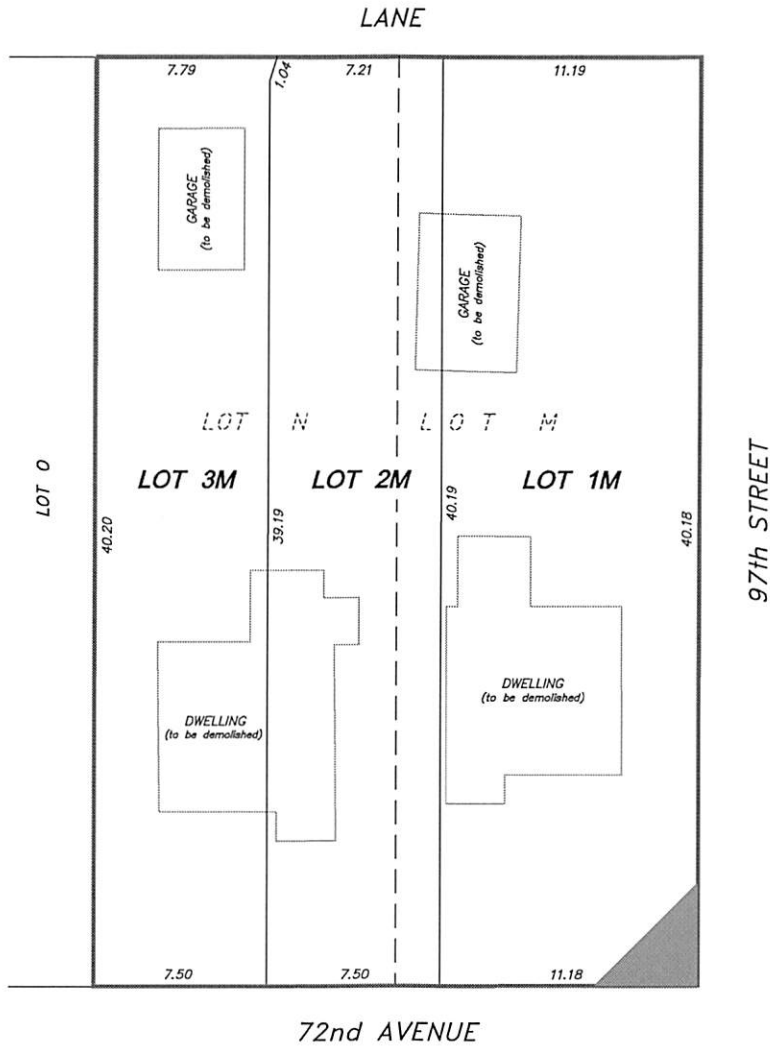 LANE
7.79
1.04
7.21
11.19
GARAGE
(to be demolished)
GARAGE
(to be demolished)
LOT N
LOT M
LOT O
LOT 3M
LOT 2M
LOT 1M
40.20
39.19
40.19
40.18
97th STREET
DWELLING
(to be demolished)
DWELLING
(to be demolished)
7.50
7.50
11.18
72nd AVENUE